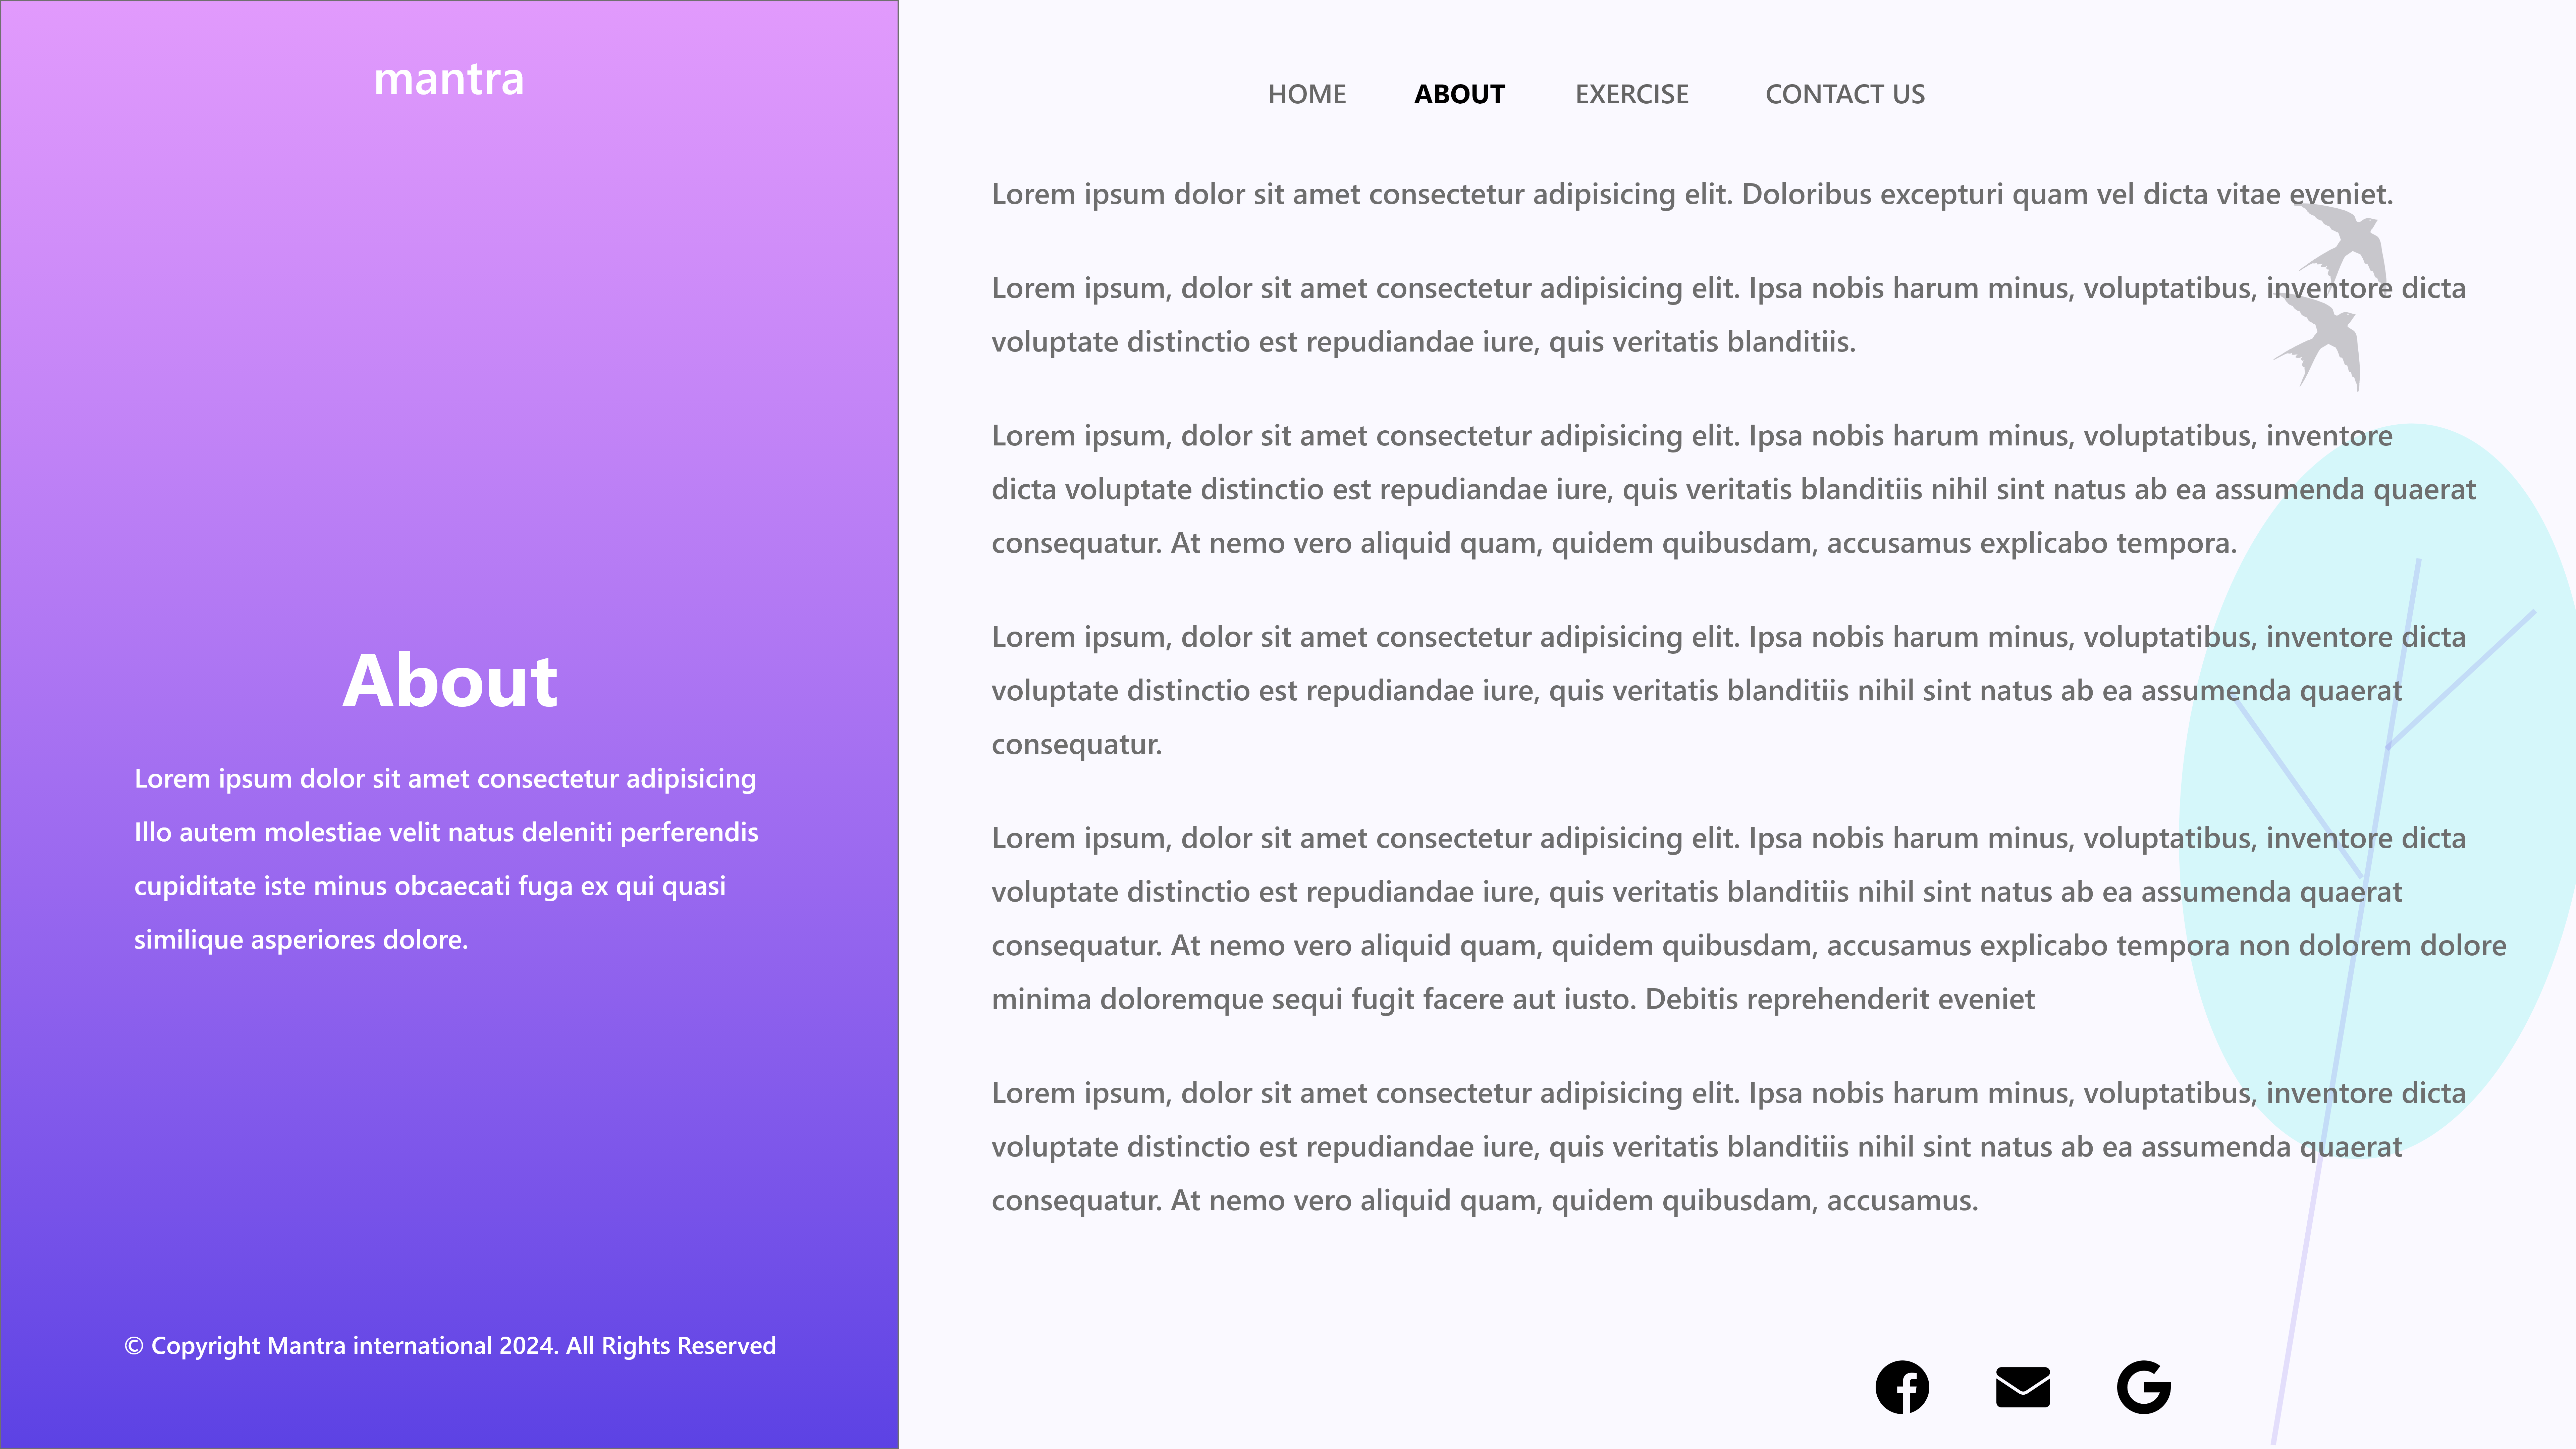 mantra
About
Lorem ipsum dolor sit amet consectetur adipisicing
Illo autem molestiae velit natus deleniti perferendis
cupiditate iste minus obcaecati fuga ex qui quasi
similique asperiores dolore.
© Copyright Mantra international 2024. All Rights Reserved
HOME ABOUT EXERCISE CONTACT US
Lorem ipsum dolor sit amet consectetur adipisicing elit. Doloribus excepturi quam vel dicta vitae eveniet.
Lorem ipsum, dolor sit amet consectetur adipisicing elit. Ipsa nobis harum minus, voluptatibus, inventore dicta
voluptate distinctio est repudiandae iure, quis veritatis blanditiis.
Lorem ipsum, dolor sit amet consectetur adipisicing elit. Ipsa nobis harum minus, voluptatibus, inventore
dicta voluptate distinctio est repudiandae iure, quis veritatis blanditiis nihil sint natus ab ea assumenda quaerat
consequatur. At nemo vero aliquid quam, quidem quibusdam, accusamus explicabo tempora.
Lorem ipsum, dolor sit amet consectetur adipisicing elit. Ipsa nobis harum minus, voluptatibus, inventore dicta
voluptate distinctio est repudiandae iure, quis veritatis blanditiis nihil sint natus ab ea assumenda quaerat
consequatur.
Lorem ipsum, dolor sit amet consectetur adipisicing elit. Ipsa nobis harum minus, voluptatibus, inventore dicta
voluptate distinctio est repudiandae iure, quis veritatis blanditiis nihil sint natus ab ea assumenda quaerat
consequatur. At nemo vero aliquid quam, quidem quibusdam, accusamus explicabo tempora non dolorem dolore
minima doloremque sequi fugit facere aut iusto. Debitis reprehenderit eveniet
Lorem ipsum, dolor sit amet consectetur adipisicing elit. Ipsa nobis harum minus, voluptatibus, inventore dicta
voluptate distinctio est repudiandae iure, quis veritatis blanditiis nihil sint natus ab ea assumenda quaerat
consequatur. At nemo vero aliquid quam, quidem quibusdam, accusamus.